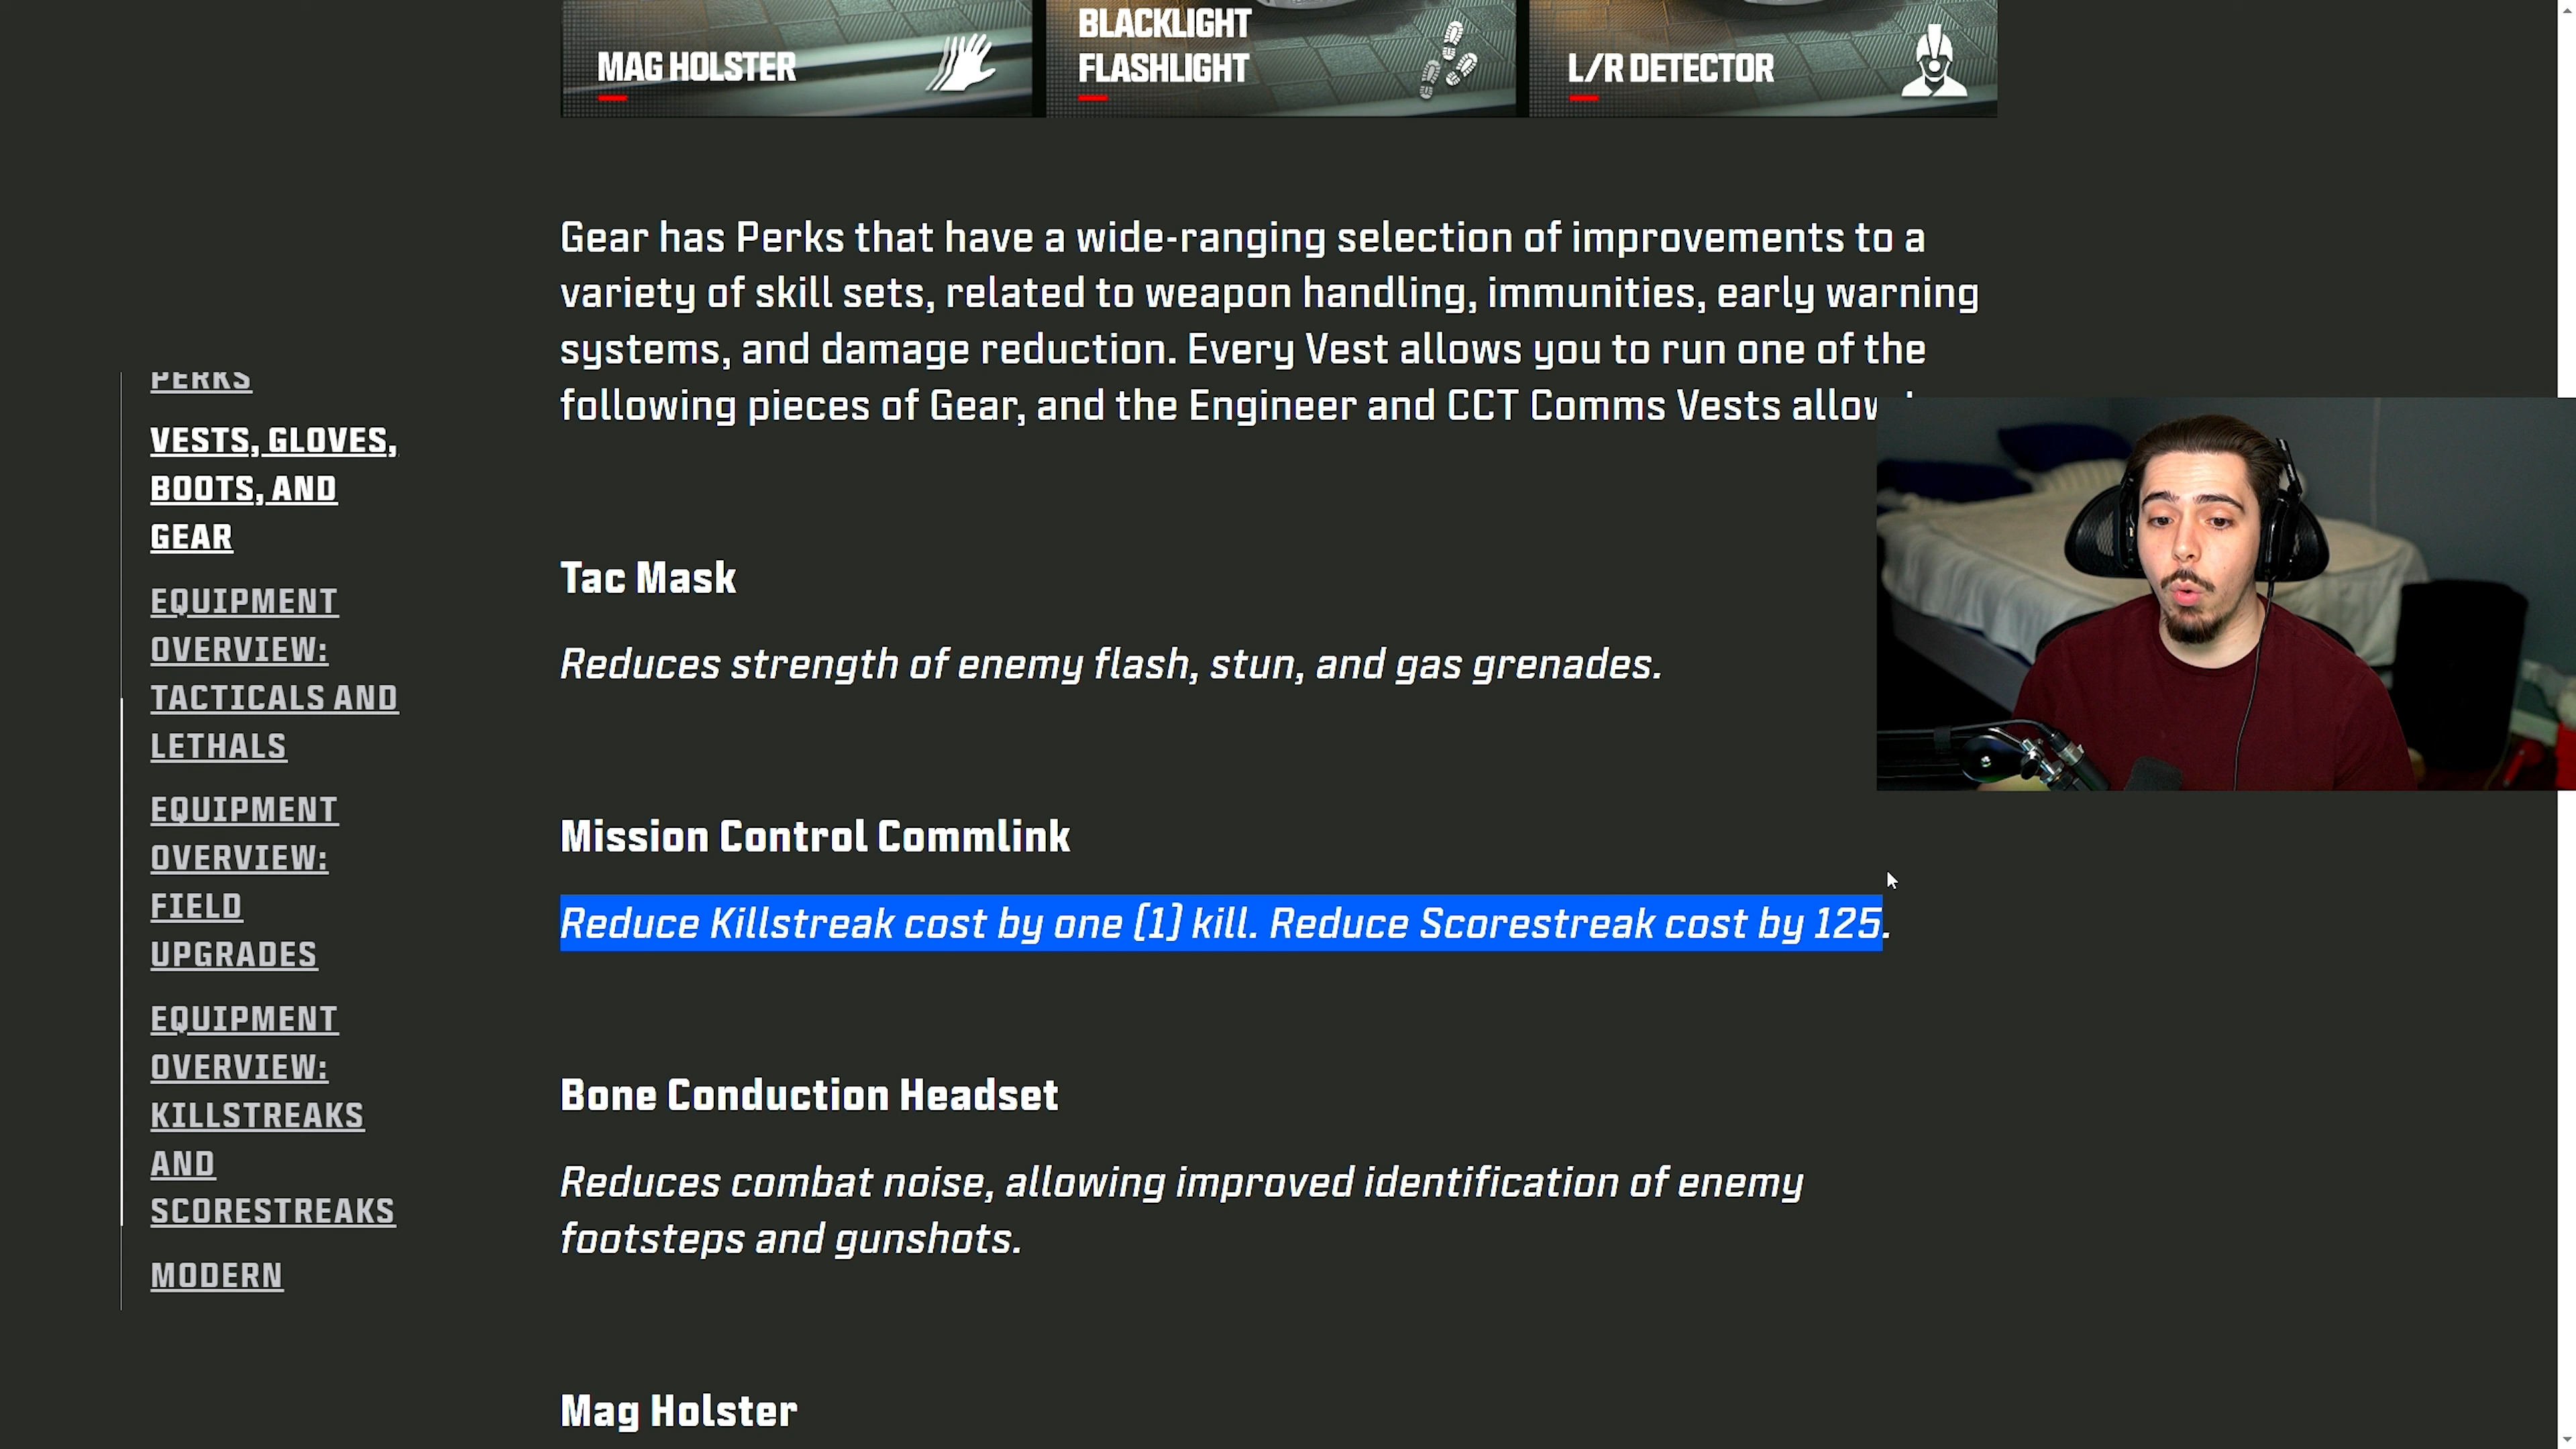 MAG HOLSTER
BLACKLIGHT
FLASHLIGHT
L/R DETECTOR
Gear has Perks that have a wide-ranging selection of improvements to a
variety of skill sets, related to weapon handling, immunities, early warning
systems, and damage reduction. Every Vest allows you to run one of the
following pieces of Gear, and the Engineer and CCT Comms Vests allow
PERKS
VESTS, GLOVES,
BOOTS, AND
GEAR
EQUIPMENT
OVERVIEW:
TACTICALS AND
LETHALS
EQUIPMENT
OVERVIEW:
FIELD
UPGRADES
EQUIPMENT
OVERVIEW:
KILLSTREAKS
AND
SCORESTREAKS
MODERN
Tac Mask
Reduces strength of enemy flash, stun, and gas grenades.
Mission Control Commlink
Reduce Killstreak cost by one (1) kill. Reduce Scorestreak cost by 125.
Bone Conduction Headset
Reduces combat noise, allowing improved identification of enemy
footsteps and gunshots.
Mag Holster